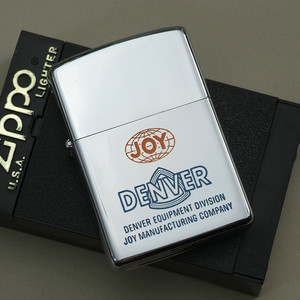 Zippo
LIGHTER
U.S.A.
JOY
DENVER
DENVER EQUIPMENT DIVISION
JOY MANUFACTURING COMPANY